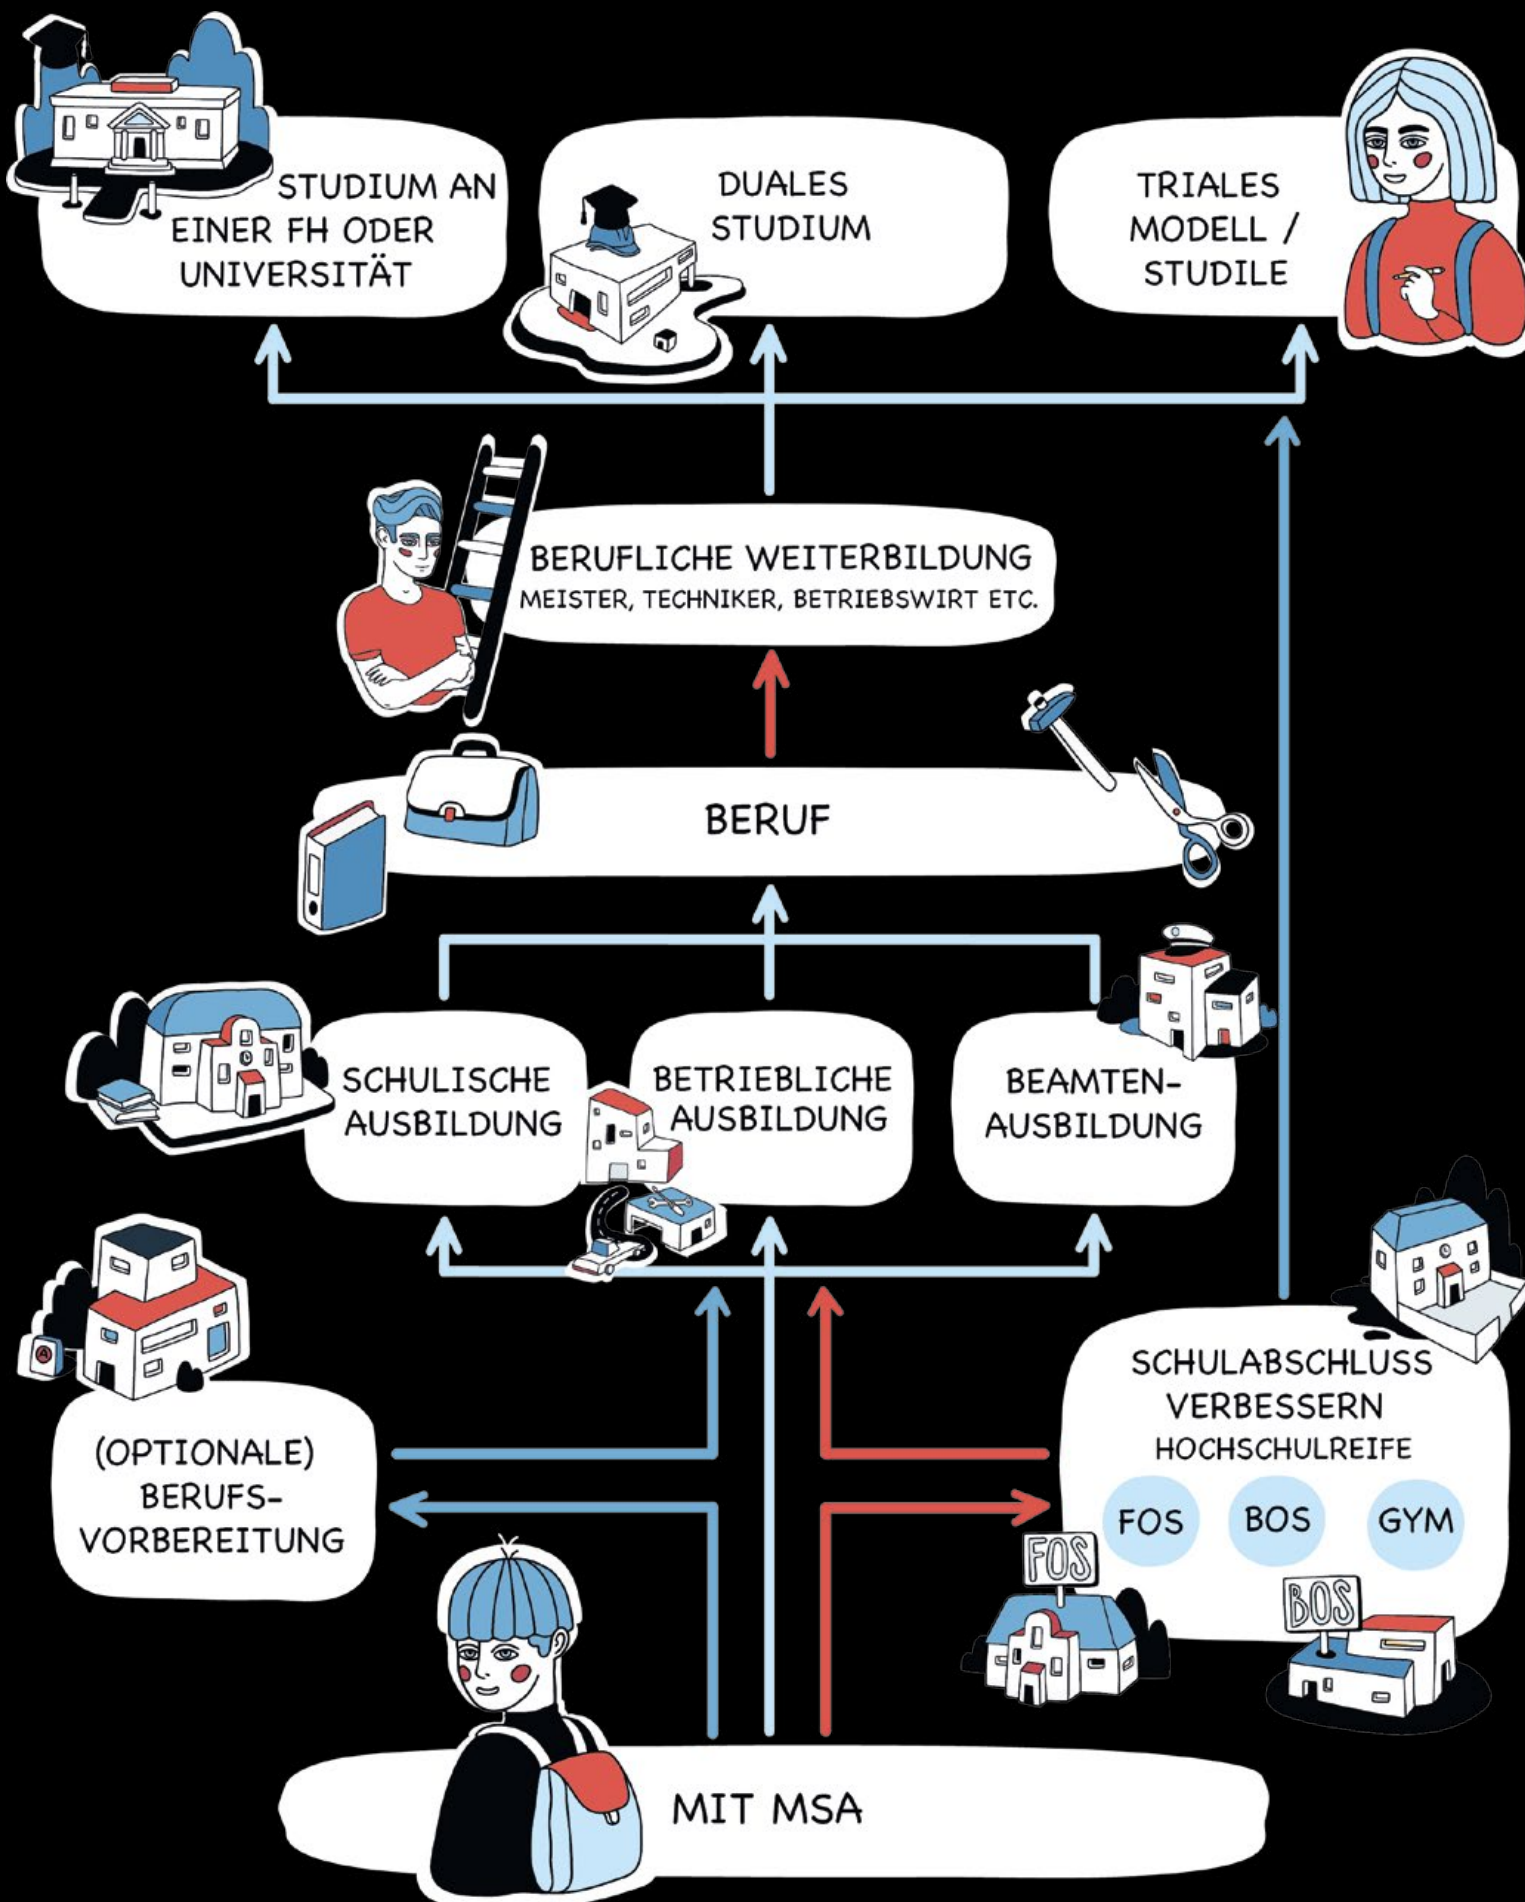 STUDIUM AN
EINER FH ODER
UNIVERSITÄT
DUALES
STUDIUM
TRIALES
MODELL /
STUDILE
BERUFLICHE WEITERBILDUNG
MEISTER, TECHNIKER, BETRIEBSWIRT ETC.
BERUF
SCHULISCHE
AUSBILDUNG
BETRIEBLICHE
AUSBILDUNG
BEAMTEN-
AUSBILDUNG
(OPTIONALE)
BERUFS-
VORBEREITUNG
A
SCHULABSCHLUSS
VERBESSERN
HOCHSCHULREIFE
FOS
BOS
GYM
FOS
BOS
MIT MSA